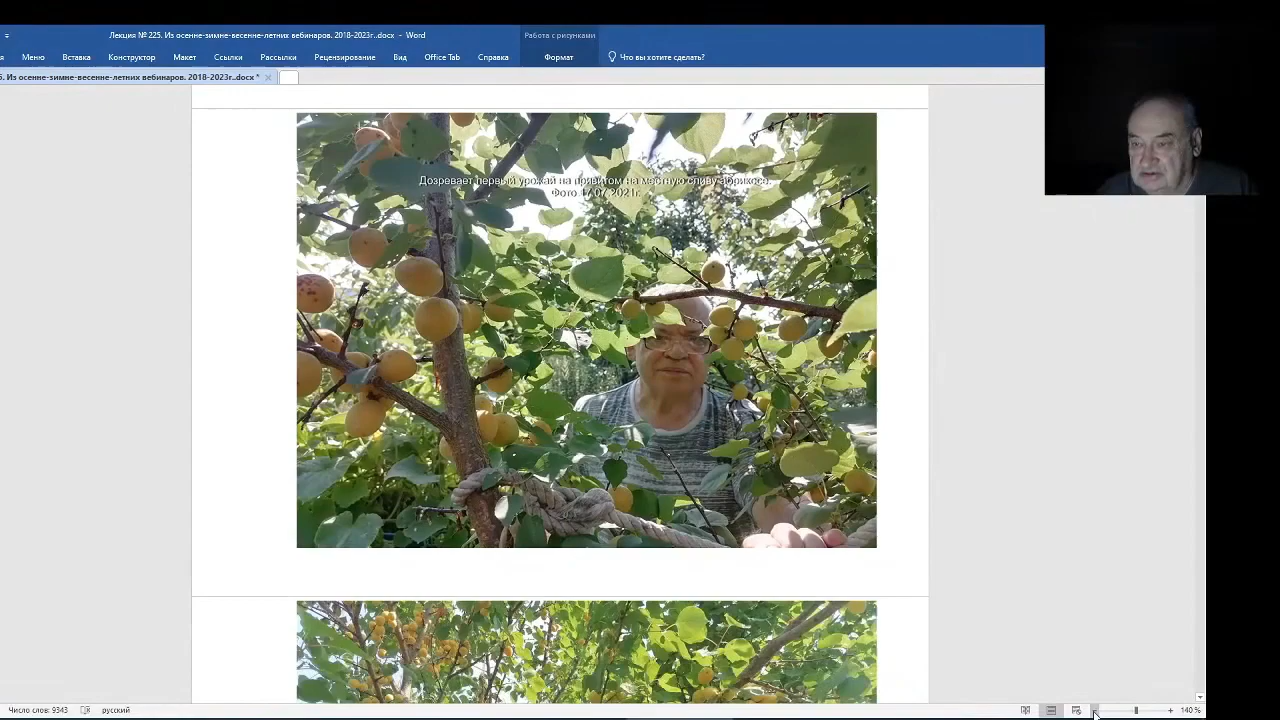 Лекция № 225. Из осенне-зимне-весенне-летних вебинаров. 2018-2023г..docx - Word
Работа с рисунками
Меню Вставка Конструктор Макет Ссылки Рассылки Рецензирование Вид Office Tab Справка Формат Что вы хотите сделать?
Из осенне-зимне-весенне-летних вебинаров. 2018-2023г..docx *
Дозревает первый урожай на привитом на местную сливу абрикосе.
Фото 17.07.2021г.
Число слов: 9343 русский 140 %